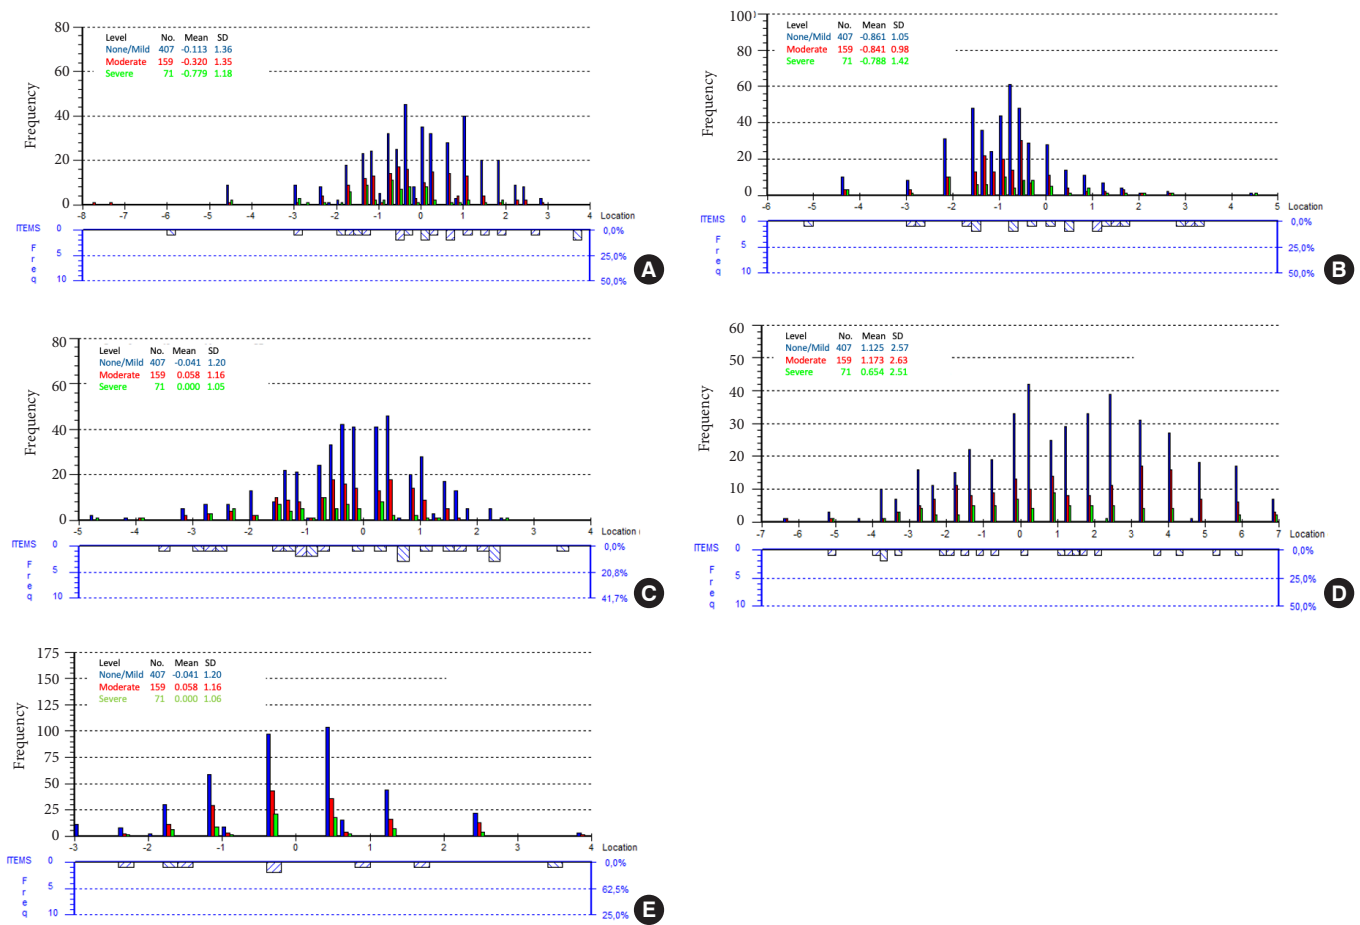 80
60
40
20
0
Frequency
Level No. Mean SD
None/Mild 407 -0.113 1.36
Moderate 159 -0.320 1.35
Severe 71 -0.779 1.18
-8 -7 -6 -5 -4 -3 -2 -1 0 1 2 3 4
Location
ITEMS
Freq
0
5
10
0,0%
25,0%
50,0%
A
100
80
60
40
20
0
Frequency
Level No. Mean SD
None/Mild 407 -0.861 1.05
Moderate 159 -0.841 0.98
Severe 71 -0.788 1.42
-6 -5 -4 -3 -2 -1 0 1 2 3 4 5
Location
ITEMS
Freq
0
5
10
0,0%
25,0%
50,0%
B
80
60
40
20
0
Frequency
Level No. Mean SD
None/Mild 407 -0.041 1.20
Moderate 159 0.058 1.16
Severe 71 0.000 1.05
-5 -4 -3 -2 -1 0 1 2 3 4
Location
ITEMS
Freq
0
5
10
0,0%
20,8%
41,7%
C
60
50
40
30
20
10
0
Frequency
Level No. Mean SD
None/Mild 407 1.125 2.57
Moderate 159 1.173 2.63
Severe 71 0.654 2.51
-7 -6 -5 -4 -3 -2 -1 0 1 2 3 4 5 6 7
Location
ITEMS
Freq
0
5
10
0,0%
25,0%
50,0%
D
175
150
125
100
75
50
25
0
Frequency
Level No. Mean SD
None/Mild 407 -0.041 1.20
Moderate 159 0.058 1.16
Severe 71 0.000 1.06
-3 -2 -1 0 1 2 3 4
Location
ITEMS
Freq
0
5
10
0,0%
62,5%
25,0%
E